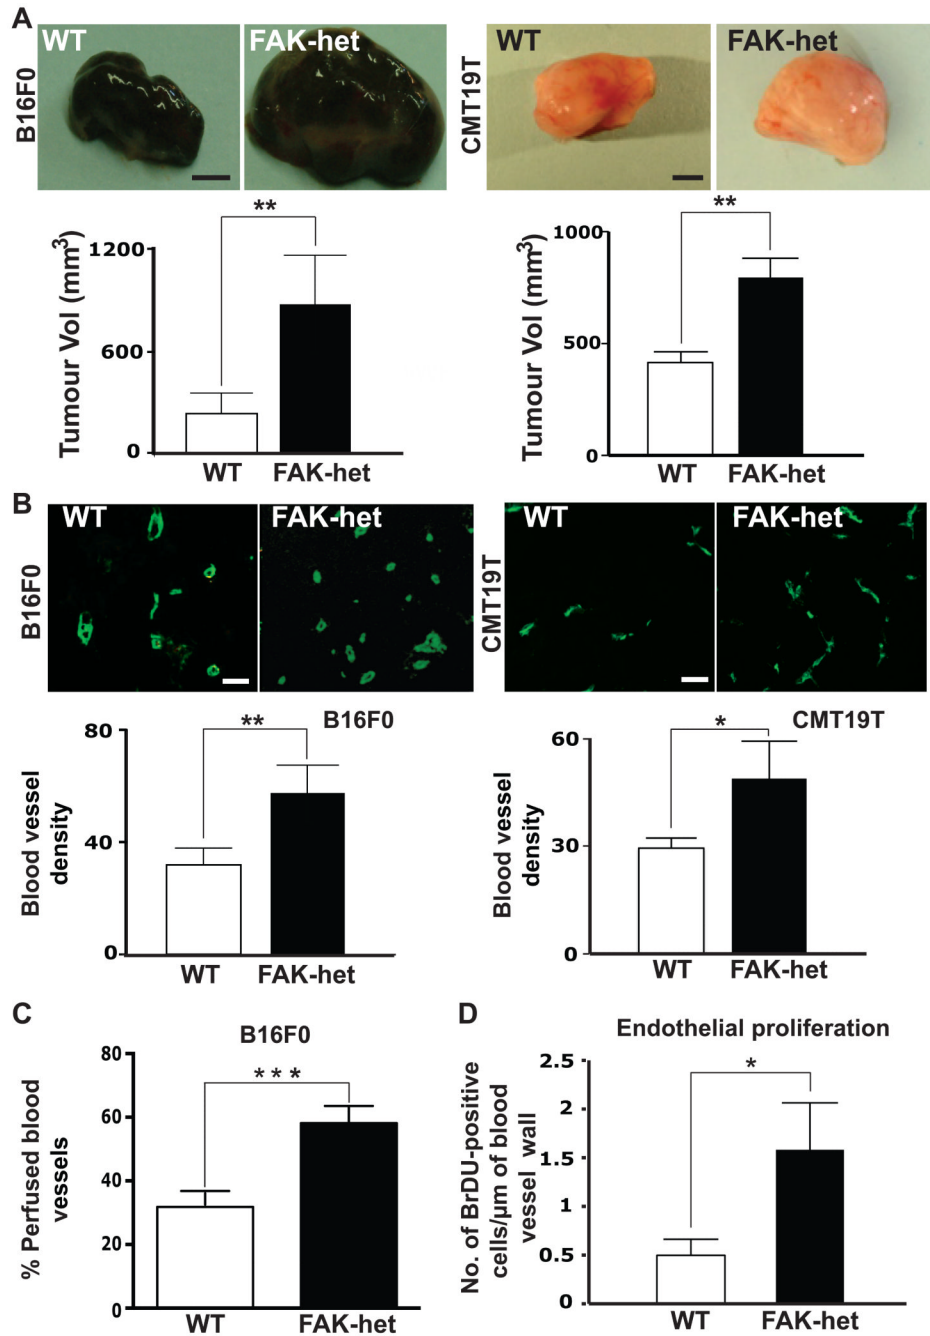 A
WT
FAK-het
WT
FAK-het
B16F0
CMT19T
**
**
Tumour Vol (mm³)
1200
600
0
WT FAK-het
Tumour Vol (mm³)
1000
500
0
WT FAK-het
B
WT
FAK-het
WT
FAK-het
B16F0
CMT19T
B16F0
**
Blood vessel
density
80
40
0
WT FAK-het
CMT19T
*
Blood vessel
density
60
30
0
WT FAK-het
C
B16F0
***
% Perfused blood
vessels
80
60
40
20
0
WT FAK-het
D
Endothelial proliferation
*
No. of BrDU-positive
cells/µm of blood
vessel wall
2.5
2
1.5
1
0.5
0
WT FAK-het